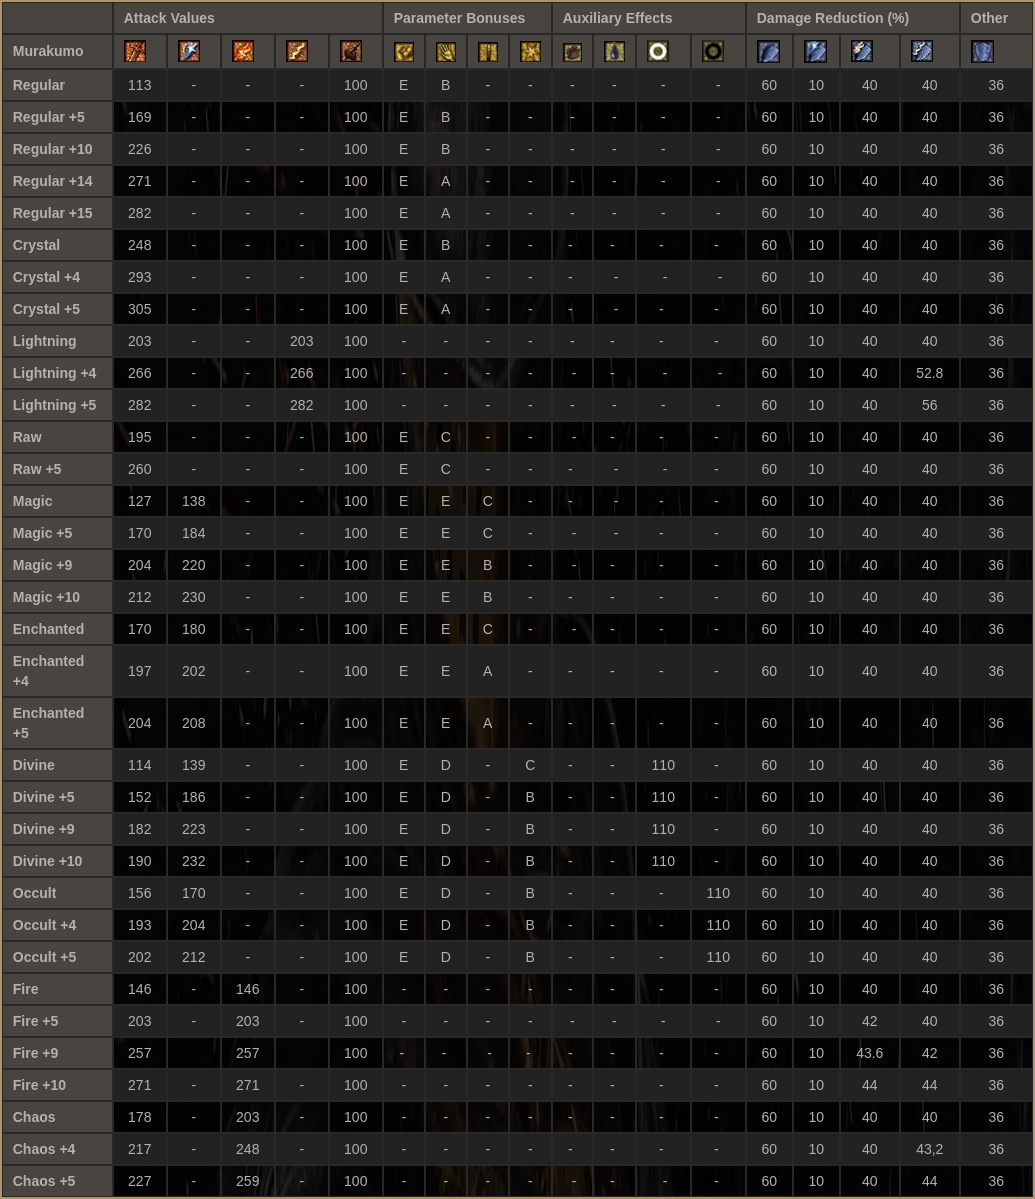 Attack Values Parameter Bonuses Auxiliary Effects Damage Reduction (%) Other
Murakumo
Regular 113 - - - 100 E B - - - - - - 60 10 40 40 36
Regular +5 169 - - - 100 E B - - - - - - 60 10 40 40 36
Regular +10 226 - - - 100 E B - - - - - - 60 10 40 40 36
Regular +14 271 - - - 100 E A - - - - - - 60 10 40 40 36
Regular +15 282 - - - 100 E A - - - - - - 60 10 40 40 36
Crystal 248 - - - 100 E B - - - - - - 60 10 40 40 36
Crystal +4 293 - - - 100 E A - - - - - - 60 10 40 40 36
Crystal +5 305 - - - 100 E A - - - - - - 60 10 40 40 36
Lightning 203 - - 203 100 - - - - - - - - 60 10 40 40 36
Lightning +4 266 - - 266 100 - - - - - - - - 60 10 40 52.8 36
Lightning +5 282 - - 282 100 - - - - - - - - 60 10 40 56 36
Raw 195 - - - 100 E C - - - - - - 60 10 40 40 36
Raw +5 260 - - - 100 E C - - - - - - 60 10 40 40 36
Magic 127 138 - - 100 E E C - - - - - 60 10 40 40 36
Magic +5 170 184 - - 100 E E C - - - - - 60 10 40 40 36
Magic +9 204 220 - - 100 E E B - - - - - 60 10 40 40 36
Magic +10 212 230 - - 100 E E B - - - - - 60 10 40 40 36
Enchanted 170 180 - - 100 E E C - - - - - 60 10 40 40 36
Enchanted
+4 197 202 - - 100 E E A - - - - - 60 10 40 40 36
Enchanted
+5 204 208 - - 100 E E A - - - - - 60 10 40 40 36
Divine 114 139 - - 100 E D - C - - 110 - 60 10 40 40 36
Divine +5 152 186 - - 100 E D - B - - 110 - 60 10 40 40 36
Divine +9 182 223 - - 100 E D - B - - 110 - 60 10 40 40 36
Divine +10 190 232 - - 100 E D - B - - 110 - 60 10 40 40 36
Occult 156 170 - - 100 E D - B - - - 110 60 10 40 40 36
Occult +4 193 204 - - 100 E D - B - - - 110 60 10 40 40 36
Occult +5 202 212 - - 100 E D - B - - - 110 60 10 40 40 36
Fire 146 - 146 - 100 - - - - - - - - 60 10 40 40 36
Fire +5 203 - 203 - 100 - - - - - - - - 60 10 42 40 36
Fire +9 257 257 100 - - - - - - - - 60 10 43.6 42 36
Fire +10 271 - 271 - 100 - - - - - - - - 60 10 44 44 36
Chaos 178 - 203 - 100 - - - - - - - - 60 10 40 40 36
Chaos +4 217 - 248 - 100 - - - - - - - - 60 10 40 43,2 36
Chaos +5 227 - 259 - 100 - - - - - - - - 60 10 40 44 36